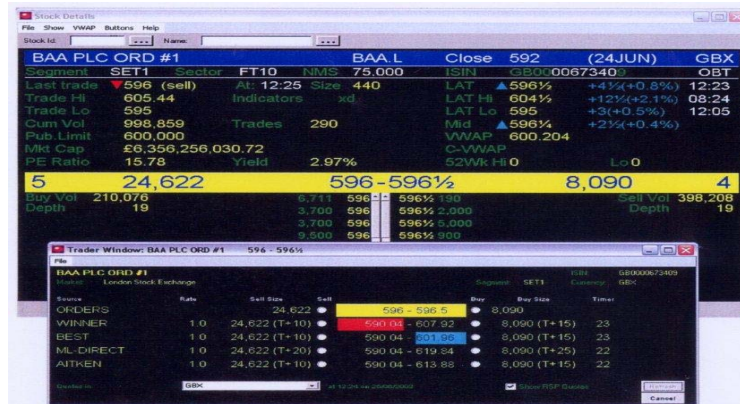 Stock Details
File Show VWAP Buttons Help
Stock Id: ... Name: ...
BAA PLC ORD #1 BAA.L Close 592 (24JUN) GBX
Segment SET1 Sector FT10 NMS 75,000 ISIN GB0000673409 OBT
Last trade ▼596 (sell) At: 12:25 Size 440 LAT ▲596½ +4½(+0.8%) 12:23
Trade Hi 605.44 Indicators xd LAT Hi 604½ +12½(+2.1%) 08:24
Trade Lo 595 LAT Lo 595 +3(+0.5%) 12:05
Cum Vol 998,859 Trades 290 Mid ▲596¼ +2½(+0.4%)
Pub.Limit 600,000 VWAP 600.204
Mkt Cap £6,356,256,030.72 C-VWAP
PE Ratio 15.78 Yield 2.97% 52Wk Hi 0 Lo 0
5 24,622 596-596½ 8,090 4
Buy Vol 210,076 6,711 596 596½ 190 Sell Vol 398,208
Depth 19 3,700 596 596½ 2,000 Depth 19
3,700 596 596½ 5,000
9,500 596 596½ 900
Trader Window: BAA PLC ORD #1 596 - 596½
File
BAA PLC ORD #1 ISIN GB0000673409
Market London Stock Exchange Segment SET1 Currency GBX
Source Rate Sell Size Sell Buy Buy Size Timer
ORDERS 24,622 596 - 596.5 8,090
WINNER 1.0 24,622 (T+10) 590.04 - 607.92 8,090 (T+15) 23
BEST 1.0 24,622 (T+10) 590.04 - 601.96 8,090 (T+15) 23
ML-DIRECT 1.0 24,622 (T+20) 590.04 - 619.84 8,090 (T+25) 22
AITKEN 1.0 24,622 (T+10) 590.04 - 613.88 8,090 (T+15) 22
GBX Show RSP Quotes Refresh
Cancel